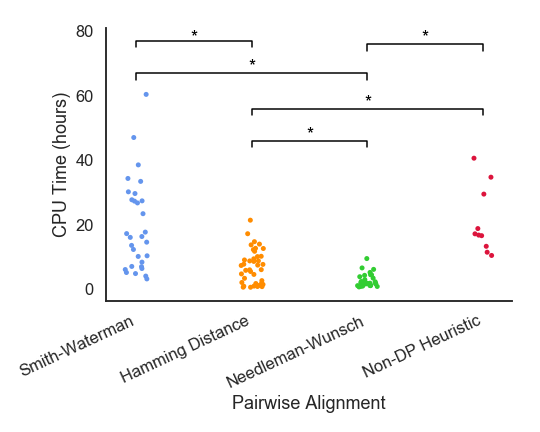 80
60
40
20
0
CPU Time (hours)
*
*
*
*
*
Smith-Waterman
Hamming Distance
Needleman-Wunsch
Non-DP Heuristic
Pairwise Alignment